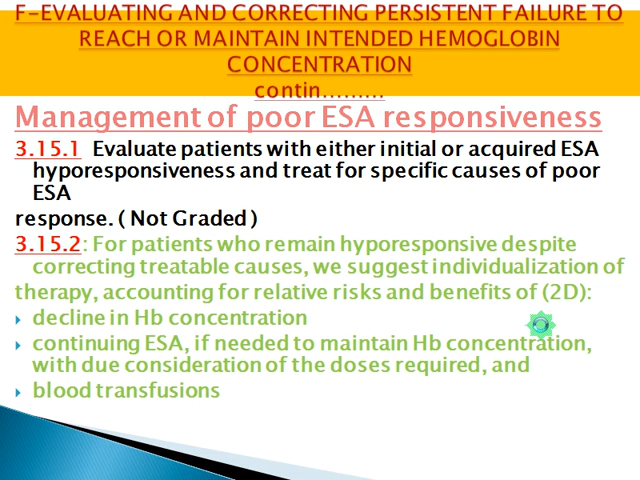 F-EVALUATING AND CORRECTING PERSISTENT FAILURE TO
REACH OR MAINTAIN INTENDED HEMOGLOBIN
CONCENTRATION
contin.........
Management of poor ESA responsiveness
3.15.1 Evaluate patients with either initial or acquired ESA
hyporesponsiveness and treat for specific causes of poor
ESA
response. ( Not Graded )
3.15.2: For patients who remain hyporesponsive despite
correcting treatable causes, we suggest individualization of
therapy, accounting for relative risks and benefits of (2D):
decline in Hb concentration
continuing ESA, if needed to maintain Hb concentration,
with due consideration of the doses required, and
blood transfusions